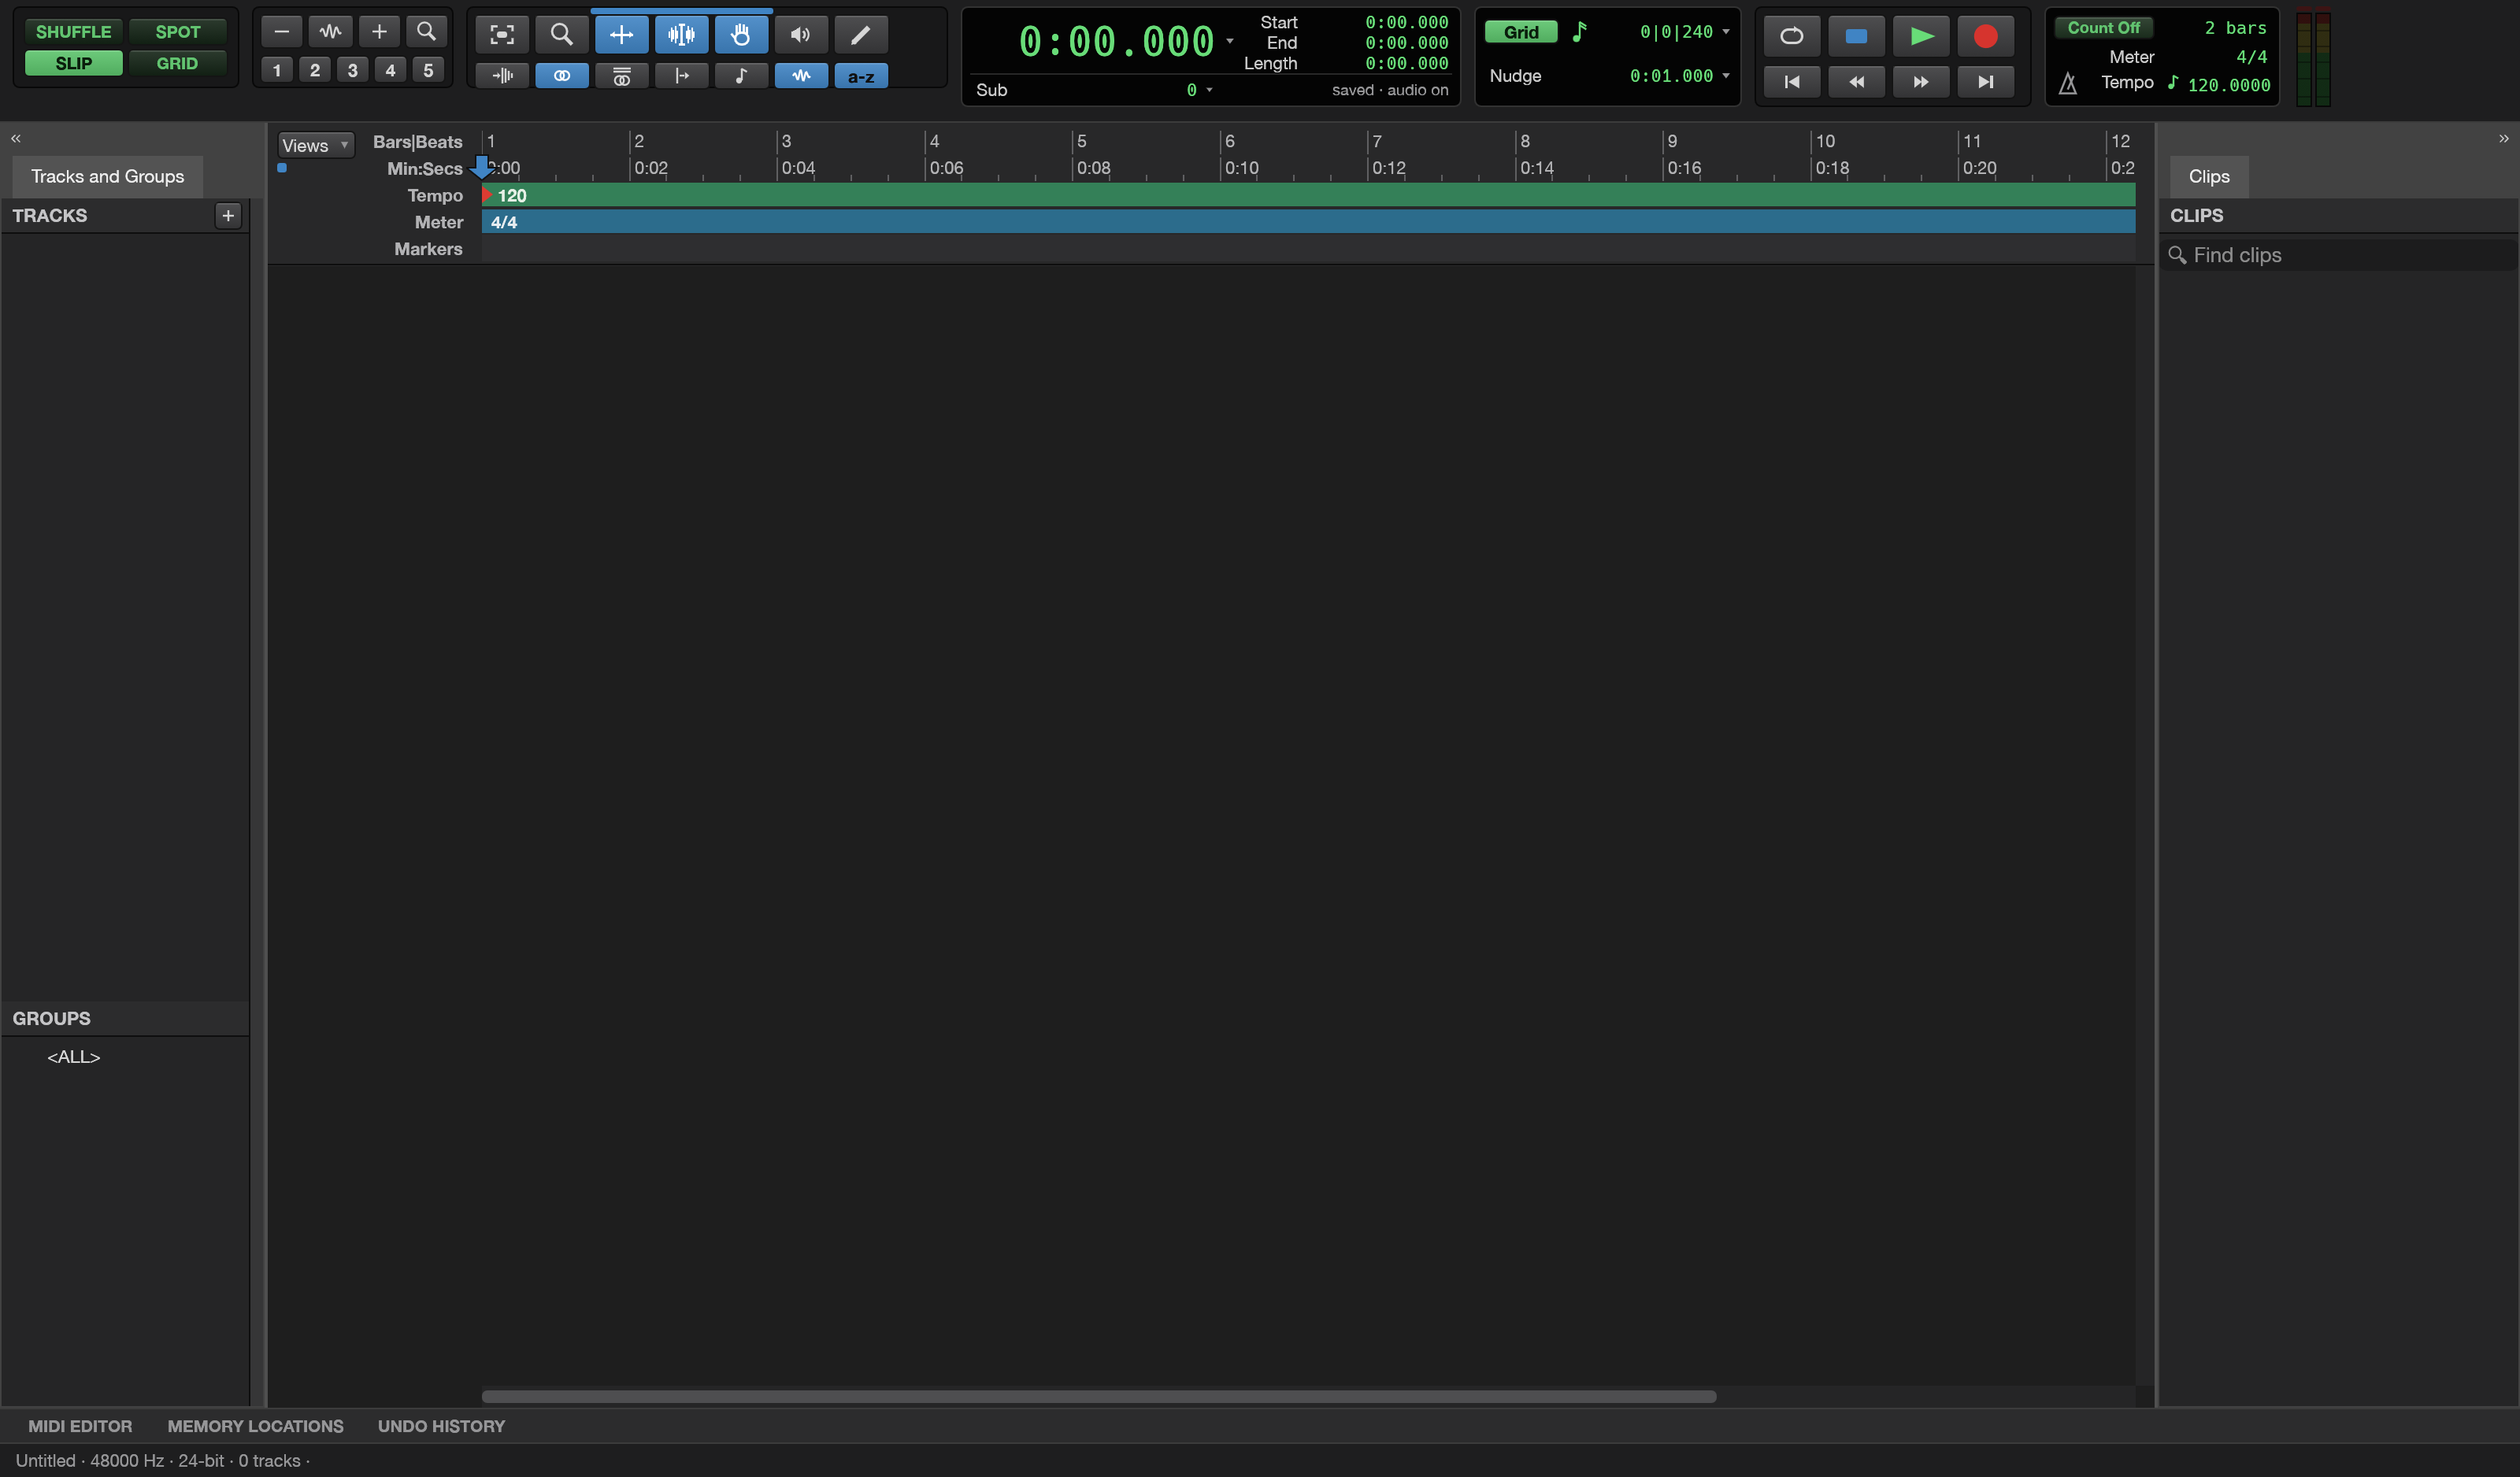 SHUFFLE SPOT
SLIP GRID
1 2 3 4 5
a-z
0:00.000
Start 0:00.000
End 0:00.000
Length 0:00.000
Sub 0 saved · audio on
Grid 0|0|240
Nudge 0:01.000
Count Off 2 bars
Meter 4/4
Tempo 120.0000
« 
Tracks and Groups
TRACKS +
Views
Bars|Beats 1 2 3 4 5 6 7 8 9 10 11 12
Min:Secs :00 0:02 0:04 0:06 0:08 0:10 0:12 0:14 0:16 0:18 0:20 0:2
Tempo 120
Meter 4/4
Markers
»
Clips
CLIPS
Find clips
GROUPS
<ALL>
MIDI EDITOR MEMORY LOCATIONS UNDO HISTORY
Untitled · 48000 Hz · 24-bit · 0 tracks ·